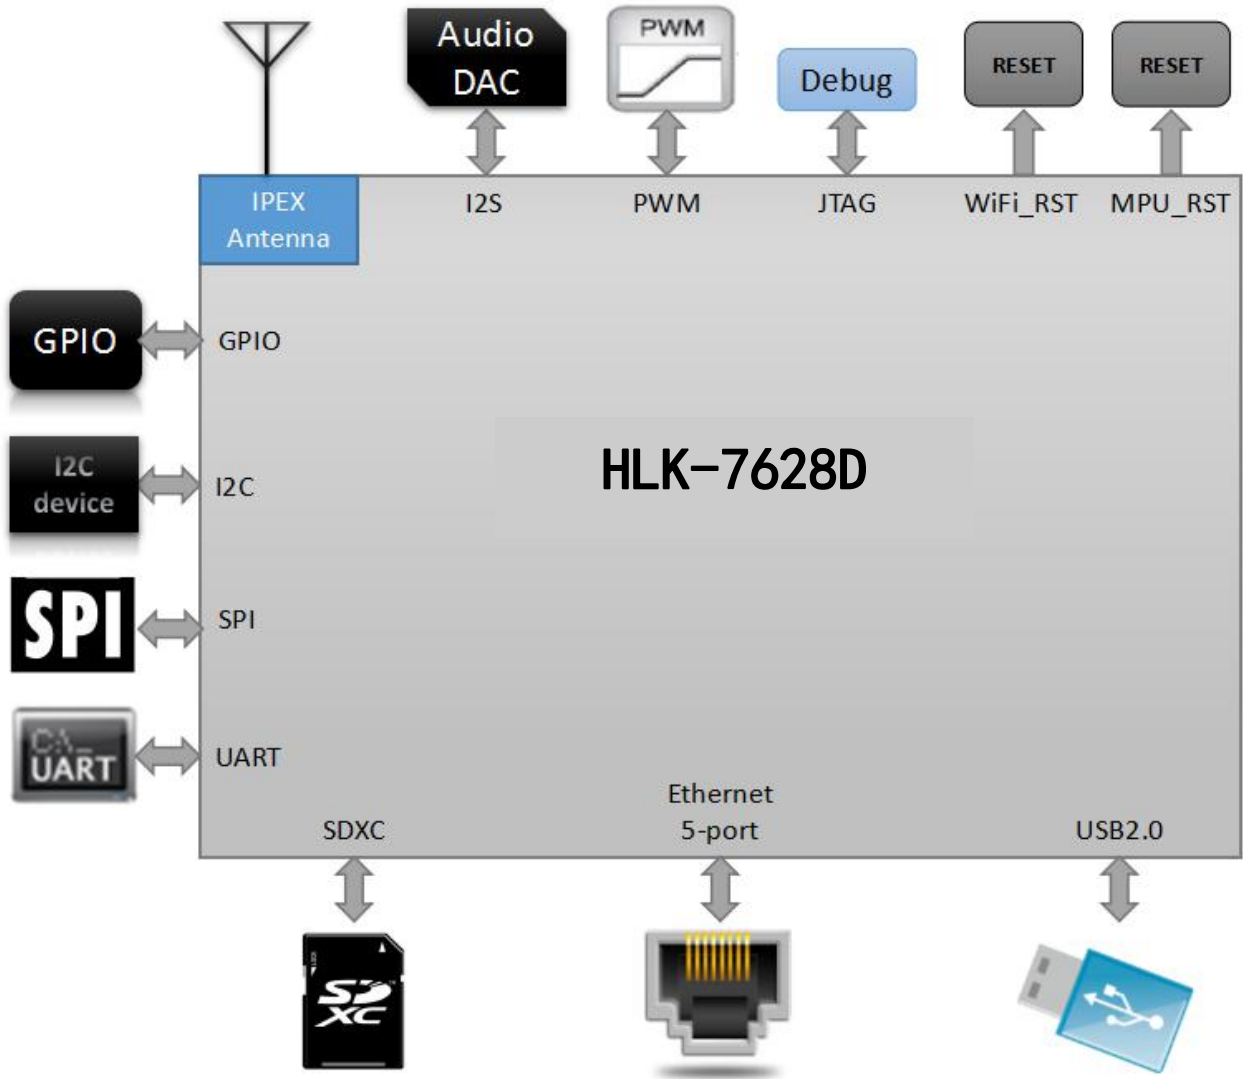 Audio
DAC
PWM
Debug
RESET
RESET
IPEX
Antenna
I2S
PWM
JTAG
WiFi_RST
MPU_RST
GPIO
GPIO
I2C
device
I2C
HLK-7628D
SPI
SPI
C:\_
UART
UART
SDXC
Ethernet
5-port
USB2.0
SD
XC